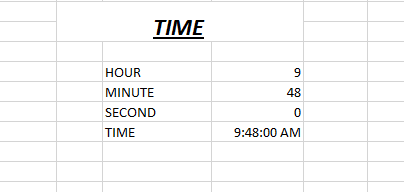 TIME
HOUR 9
MINUTE 48
SECOND 0
TIME 9:48:00 AM